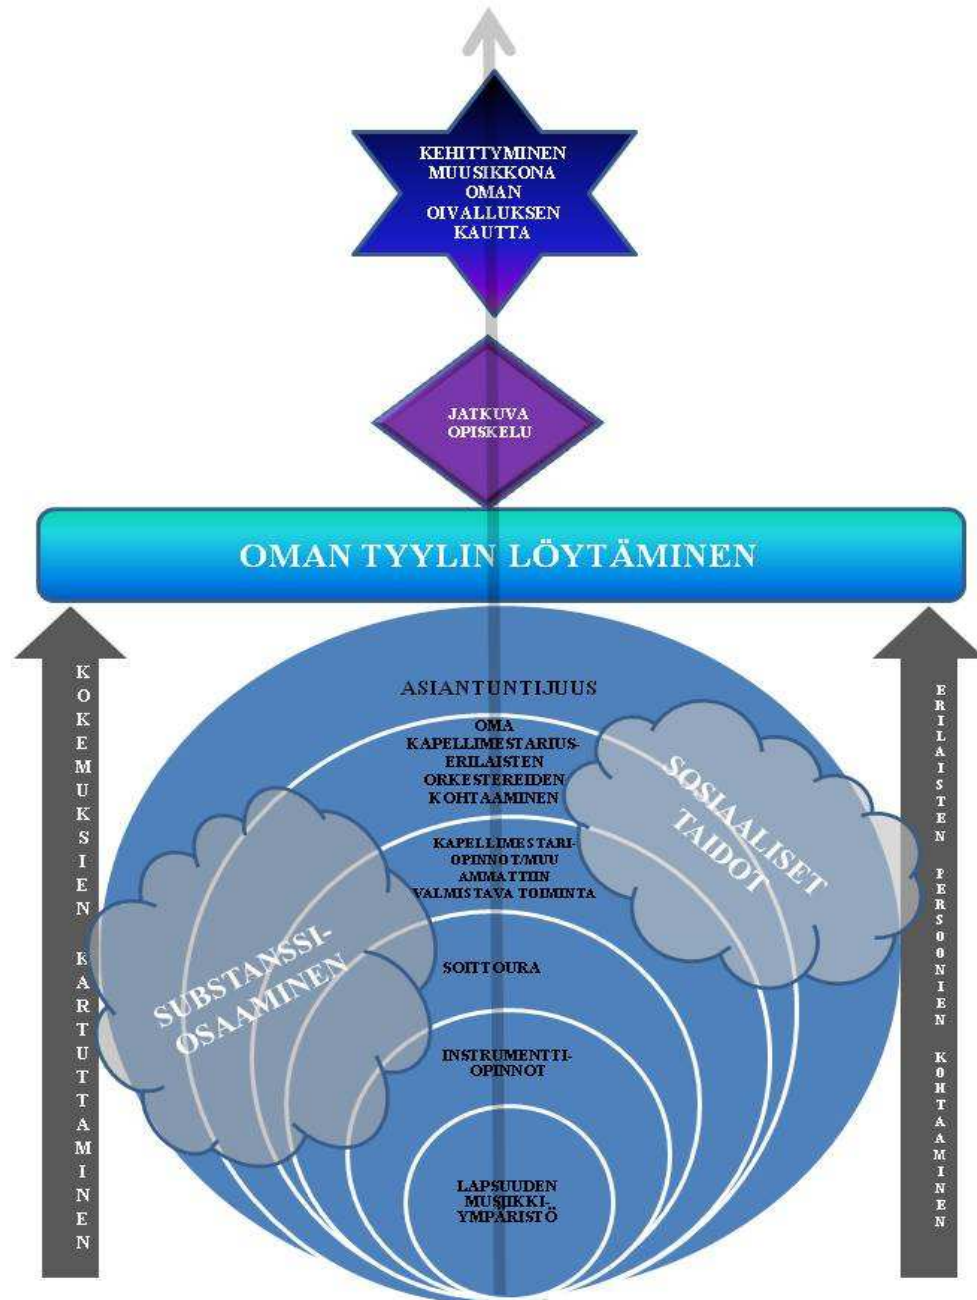 KEHITTYMINEN
MUUSIKKONA
OMAN
OIVALLUKSEN
KAUTTA
JATKUVA
OPISKELU
OMAN TYYLIN LÖYTÄMINEN
KOKEMUKSIEN KARTUTTAMINEN
ASIANTUNTIJUUS
OMA
KAPELLIMESTARIUS-
ERILAISTEN
ORKESTEREIDEN
KOHTAAMINEN
SOSIAALISET
TAIDOT
KAPELLIMESTARI-
OPINNOT/MUU
AMMATTIIN
VALMISTAVA TOIMINTA
SUBSTANSSI-
OSAAMINEN
SOITTOURA
INSTRUMENTTI-
OPINNOT
LAPSUUDEN
MUSIIKKI-
YMPÄRISTÖ
ERILAISTEN PERSOONIEN KOHTAAMINEN